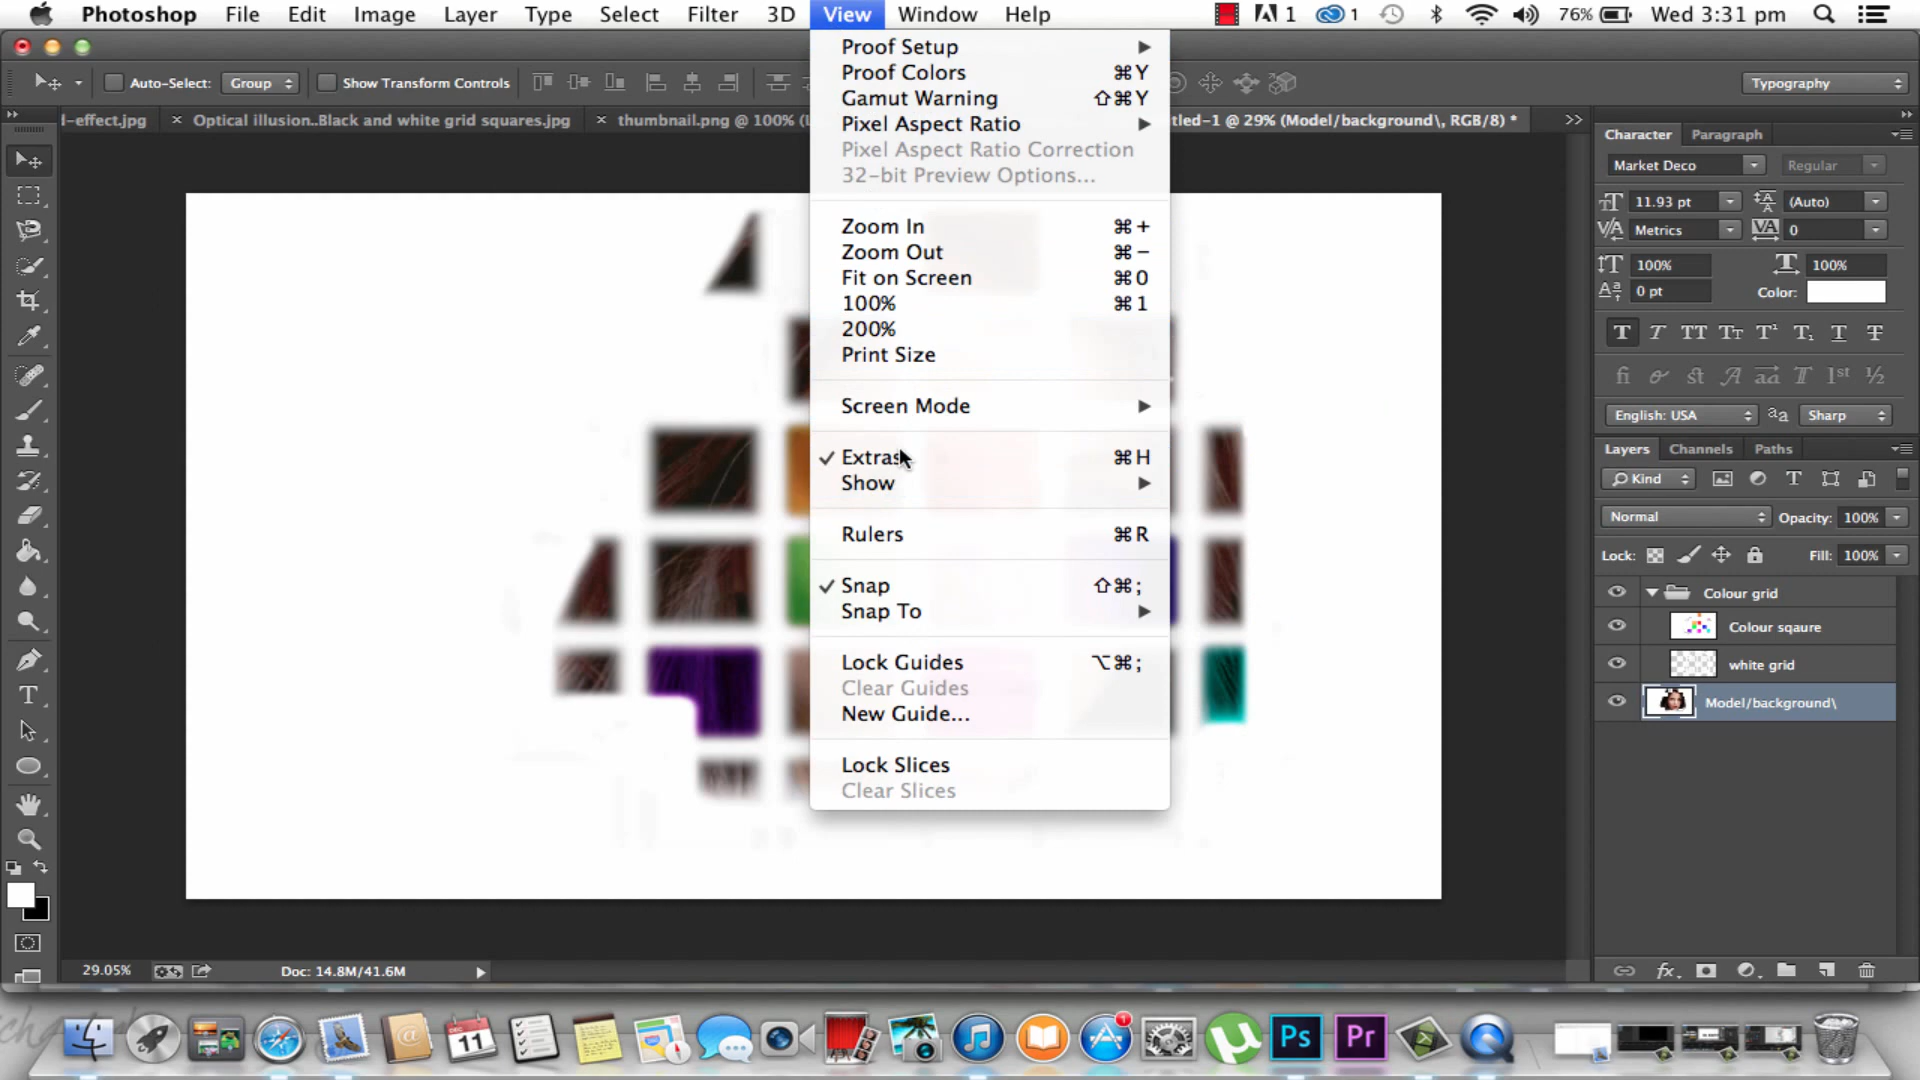 Photoshop File Edit Image Layer Type Select Filter 3D View Window Help 1 1 76% Wed 3:31 pm
Auto-Select: Group Show Transform Controls Typography
d-effect.jpg × Optical illusion..Black and white grid squares.jpg × thumbnail.png @ 100% (L tled-1 @ 29% (Model/background\, RGB/8) * >>
Proof Setup
Proof Colors ⌘Y
Gamut Warning ⇧⌘Y
Pixel Aspect Ratio
Pixel Aspect Ratio Correction
32-bit Preview Options...
Zoom In ⌘+
Zoom Out ⌘−
Fit on Screen ⌘0
100% ⌘1
200%
Print Size
Screen Mode
✓ Extras ⌘H
Show
Rulers ⌘R
✓ Snap ⇧⌘;
Snap To
Lock Guides ⌥⌘;
Clear Guides
New Guide...
Lock Slices
Clear Slices
Character Paragraph
Market Deco Regular
11.93 pt (Auto)
Metrics 0
100% 100%
0 pt Color:
English: USA aa Sharp
Layers Channels Paths
Kind
Normal Opacity: 100%
Lock: Fill: 100%
Colour grid
Colour sqaure
white grid
Model/background\
29.05% Doc: 14.8M/41.6M
DEC
11
1
Ps Pr